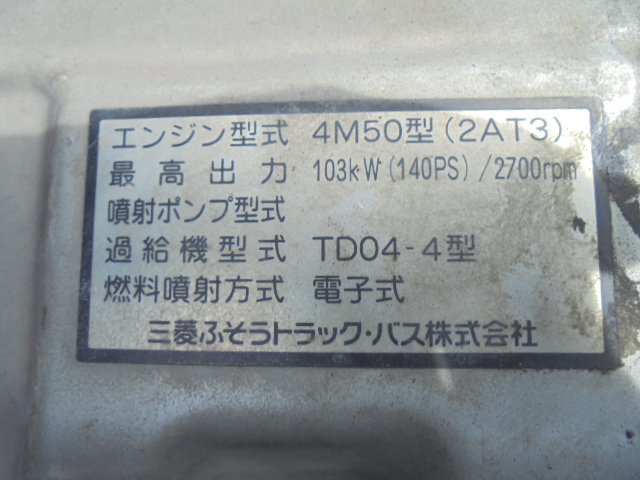 エンジン型式 4M50型(2AT3)
最高出力 103kW(140PS)/2700rpm
噴射ポンプ型式
過給機型式 TD04-4型
燃料噴射方式 電子式
三菱ふそうトラック・バス株式会社